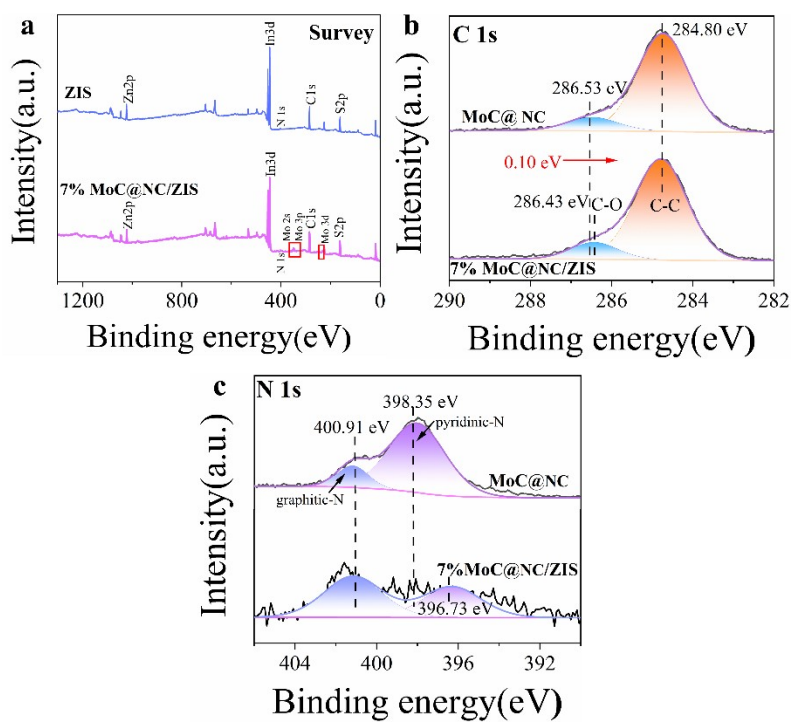 a
Survey
ZIS
Zn2p
In3d
N 1s
C1s
S2p
7% MoC@NC/ZIS
Zn2p
In3d
N 1s
Mo 2s
Mo 3p
C1s
Mo 3d
S2p
Intensity(a.u.)
1200 800 400 0
Binding energy(eV)
b
C 1s
284.80 eV
286.53 eV
MoC@ NC
0.10 eV
286.43 eV
C-O
C-C
7% MoC@NC/ZIS
Intensity(a.u.)
290 288 286 284 282
Binding energy(eV)
c
N 1s
398.35 eV
400.91 eV
pyridinic-N
graphitic-N
MoC@NC
7%MoC@NC/ZIS
396.73 eV
Intensity(a.u.)
404 400 396 392
Binding energy(eV)